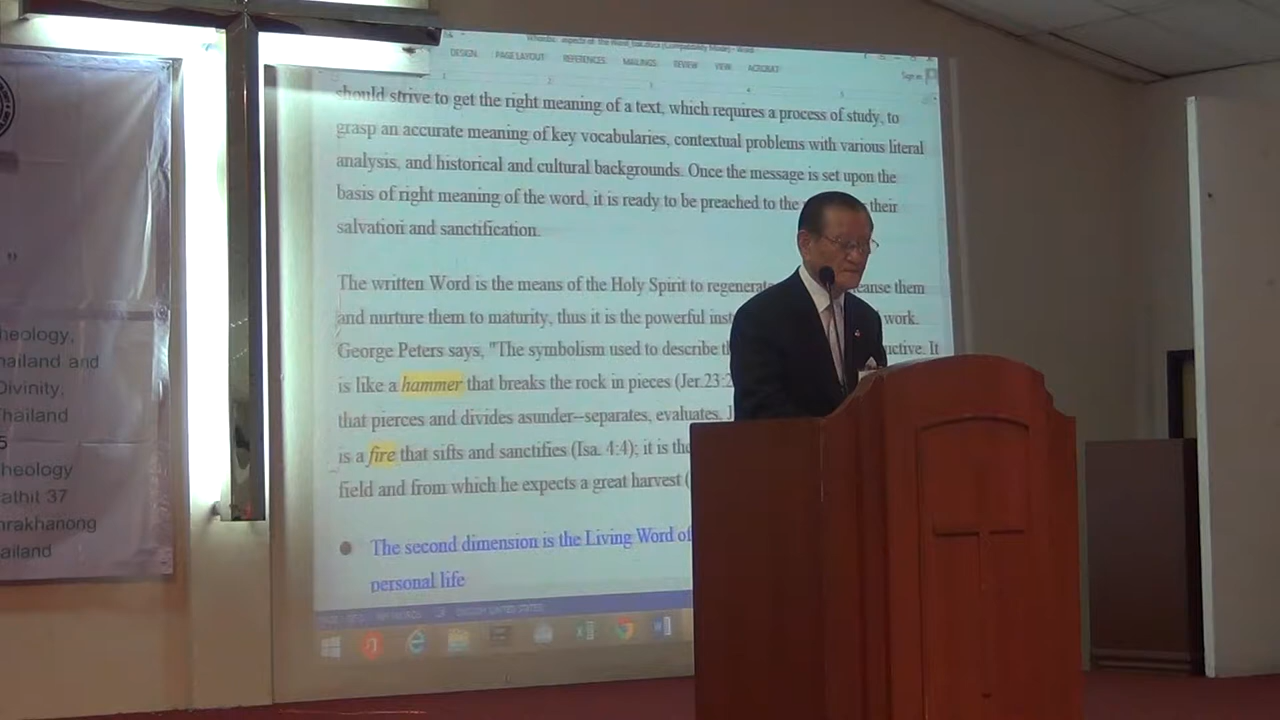 DESIGN PAGE LAYOUT REFERENCES MAILINGS REVIEW VIEW ACROBAT
Sign in
should strive to get the right meaning of a text, which requires a process of study, to
grasp an accurate meaning of key vocabularies, contextual problems with various literal
analysis, and historical and cultural backgrounds. Once the message is set upon the
basis of right meaning of the word, it is ready to be preached to the their
salvation and sanctification.
The written Word is the means of the Holy Spirit to regenerate them
and nurture them to maturity, thus it is the powerful work.
George Peters says, "The symbolism used to describe It
is like a hammer that breaks the rock in pieces (Jer.23:2
that pierces and divides asunder--separates, evaluates.
is a fire that sifts and sanctifies (Isa. 4:4); it is the
field and from which he expects a great harvest (
The second dimension is the Living Word of
personal life
"
heology,
hailand and
Divinity,
hailand
5
heology
athit 37
hrakhanong
ailand